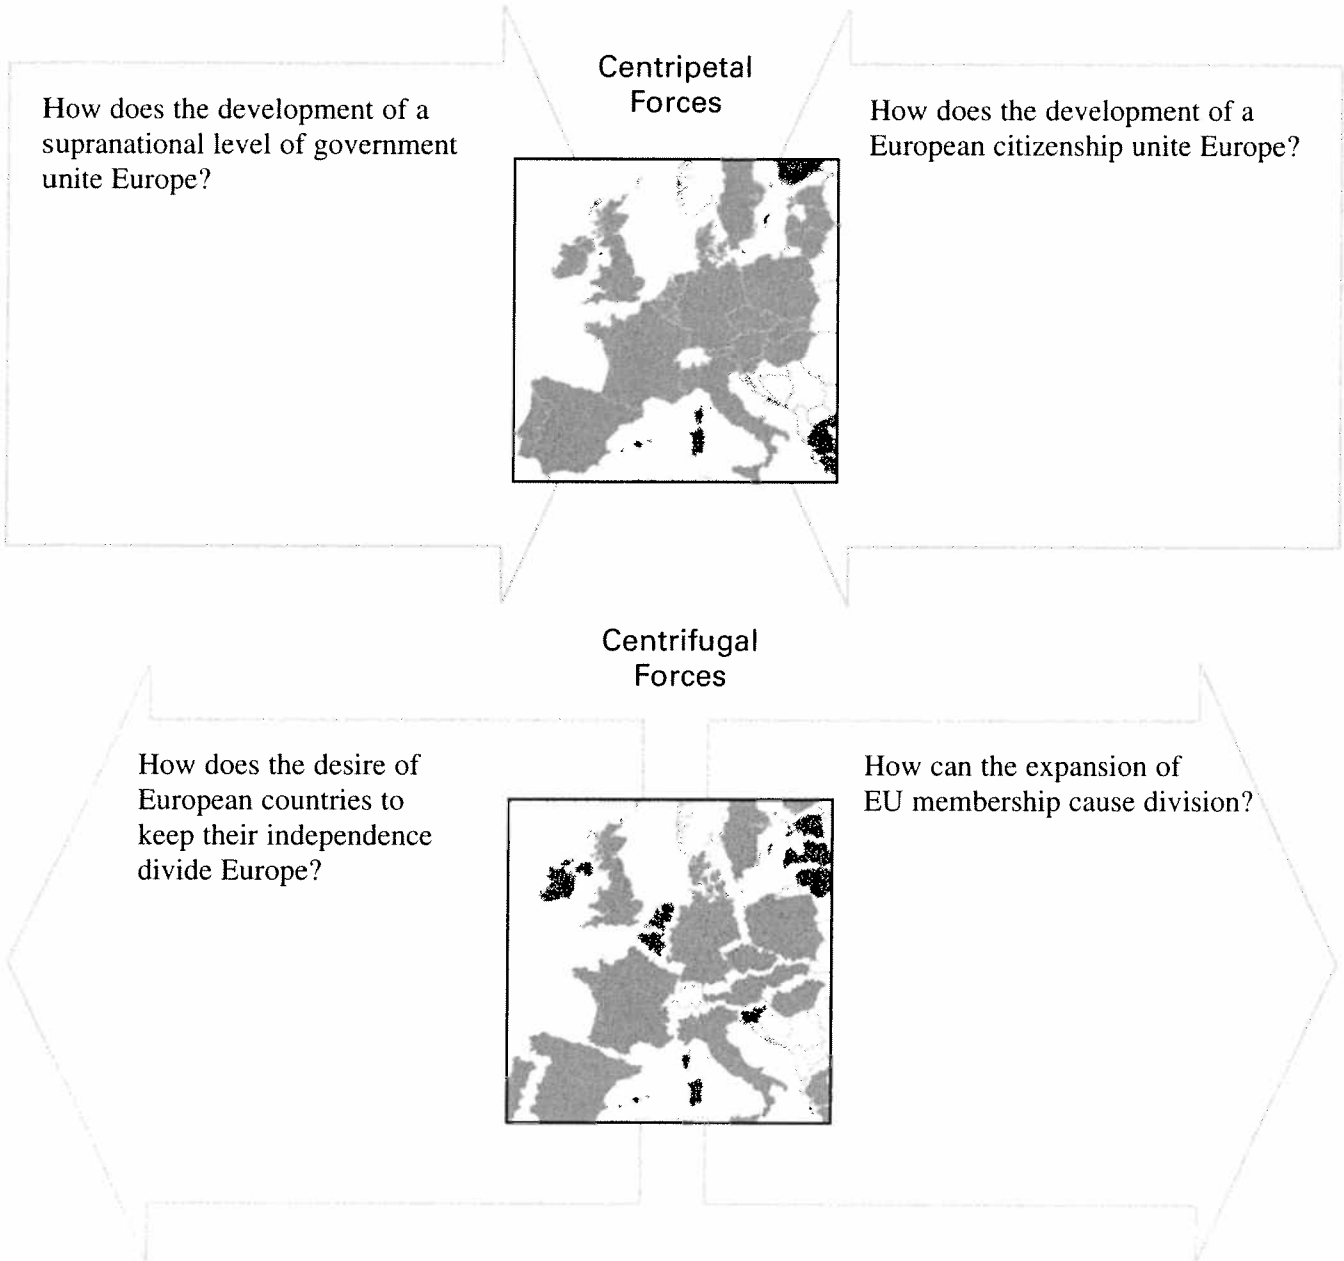 Centripetal
Forces
How does the development of a
supranational level of government
unite Europe?
How does the development of a
European citizenship unite Europe?
Centrifugal
Forces
How does the desire of
European countries to
keep their independence
divide Europe?
How can the expansion of
EU membership cause division?